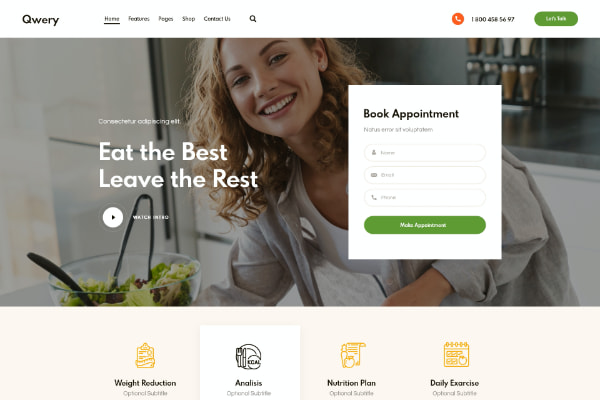 Qwery
Home Features Pages Shop Contact Us
1 800 458 56 97
Let's Talk
Consectetur adipiscing elit
Eat the Best
Leave the Rest
WATCH INTRO
Book Appointment
Natus error sit voluptatem
Name
Email
Phone
Make Appointment
KCAL
Weight Reduction
Optional Subtitle
Analisis
Optional Subtitle
Nutrition Plan
Optional Subtitle
Daily Exarcise
Optional Subtitle